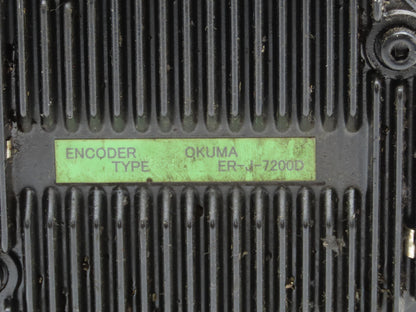 ENCODER OKUMA
TYPE ER-J-7200D